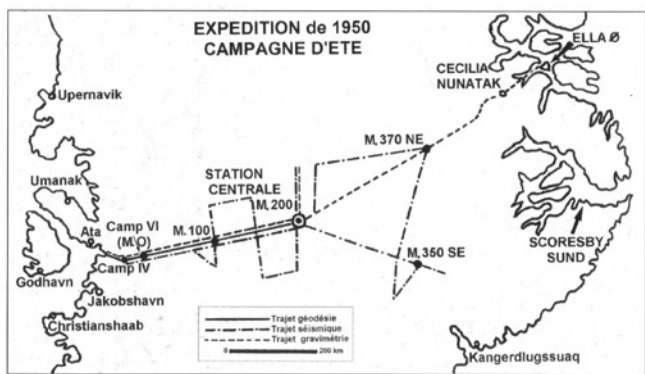 EXPEDITION de 1950
CAMPAGNE D'ETE
ELLA Ø
CECILIA
NUNATAK
Upernavik
M, 370 NE
STATION
CENTRALE
Umanak
M, 200
Camp VI
(M,O)
M, 100
Ata
Camp IV
M, 350 SE
SCORESBY
SUND
Godhavn
Jakobshavn
Christianshaab
Trajet géodésie
Trajet séismique
Trajet gravimétrie
0 200 km
Kangerdlugssuaq